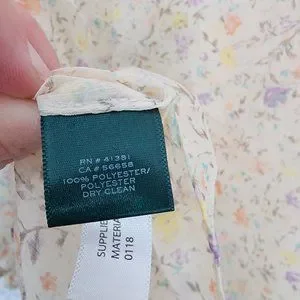 RN # 41381
CA # 56658
100% POLYESTER/
POLYESTER
DRY CLEAN
SUPPLIE
MATERIA
0118